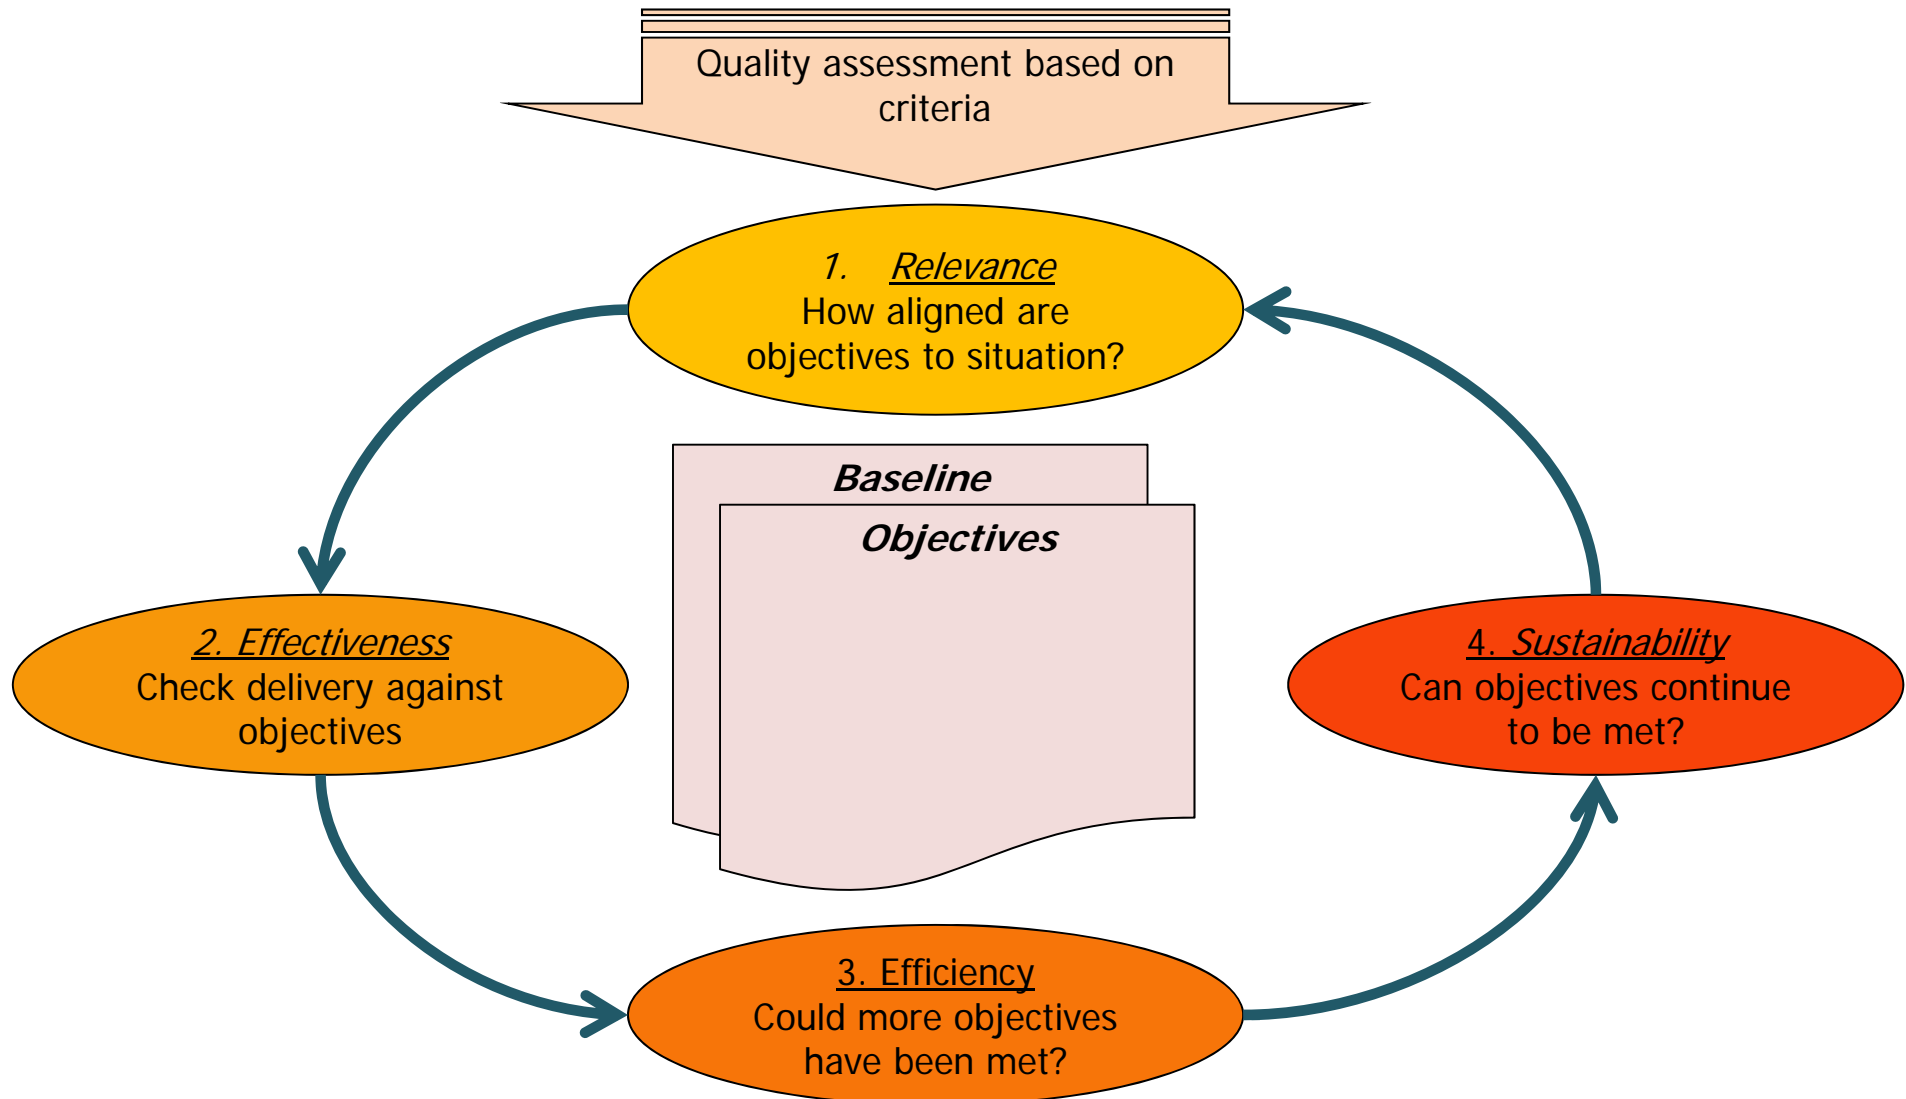 Quality assessment based on
criteria
1. Relevance
How aligned are
objectives to situation?
Baseline
Objectives
2. Effectiveness
Check delivery against
objectives
4. Sustainability
Can objectives continue
to be met?
3. Efficiency
Could more objectives
have been met?